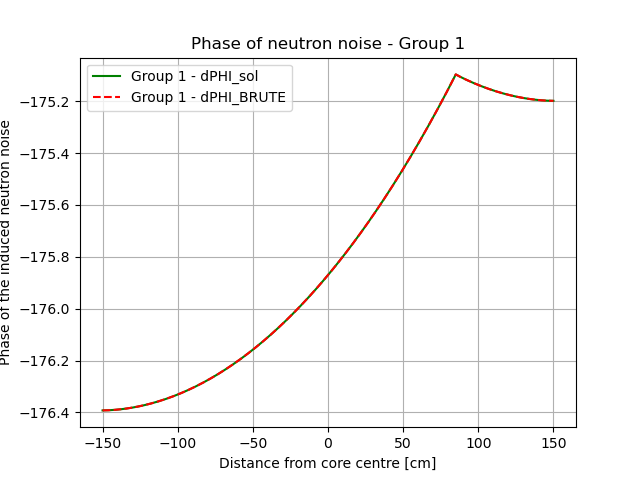 Phase of neutron noise - Group 1
Group 1 - dPHI_sol
Group 1 - dPHI_BRUTE
Phase of the induced neutron noise
−175.2
−175.4
−175.6
−175.8
−176.0
−176.2
−176.4
−150
−100
−50
0
50
100
150
Distance from core centre [cm]